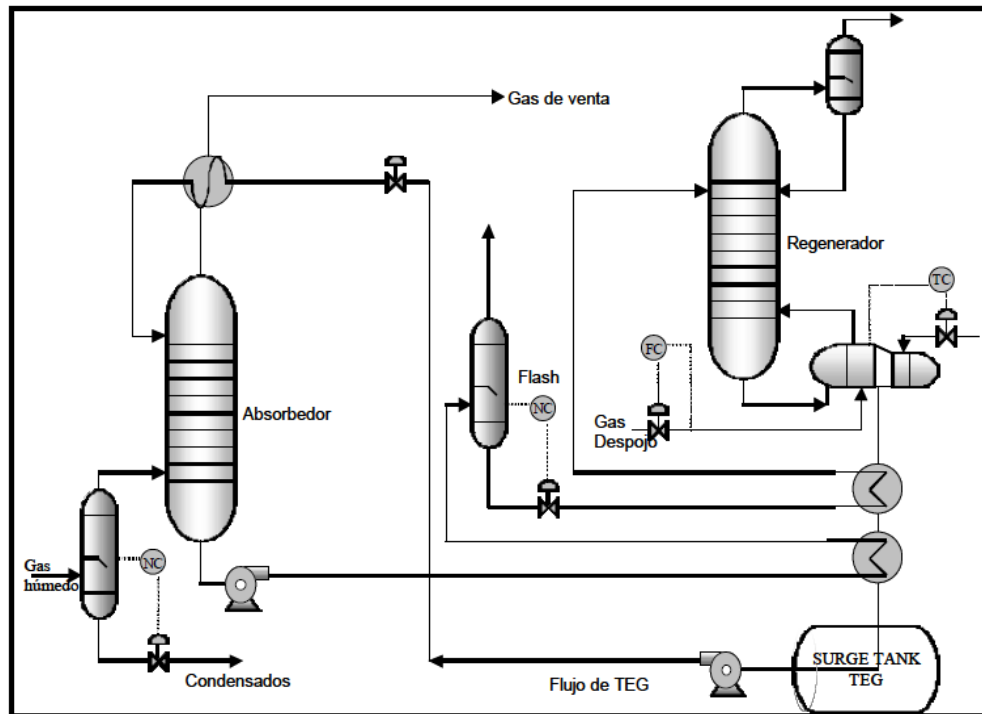 Gas de venta
Regenerador
TC
FC
Flash
NC
Gas
Despojo
Absorbedor
Gas
húmedo
NC
Condensados
Flujo de TEG
SURGE TANK
TEG